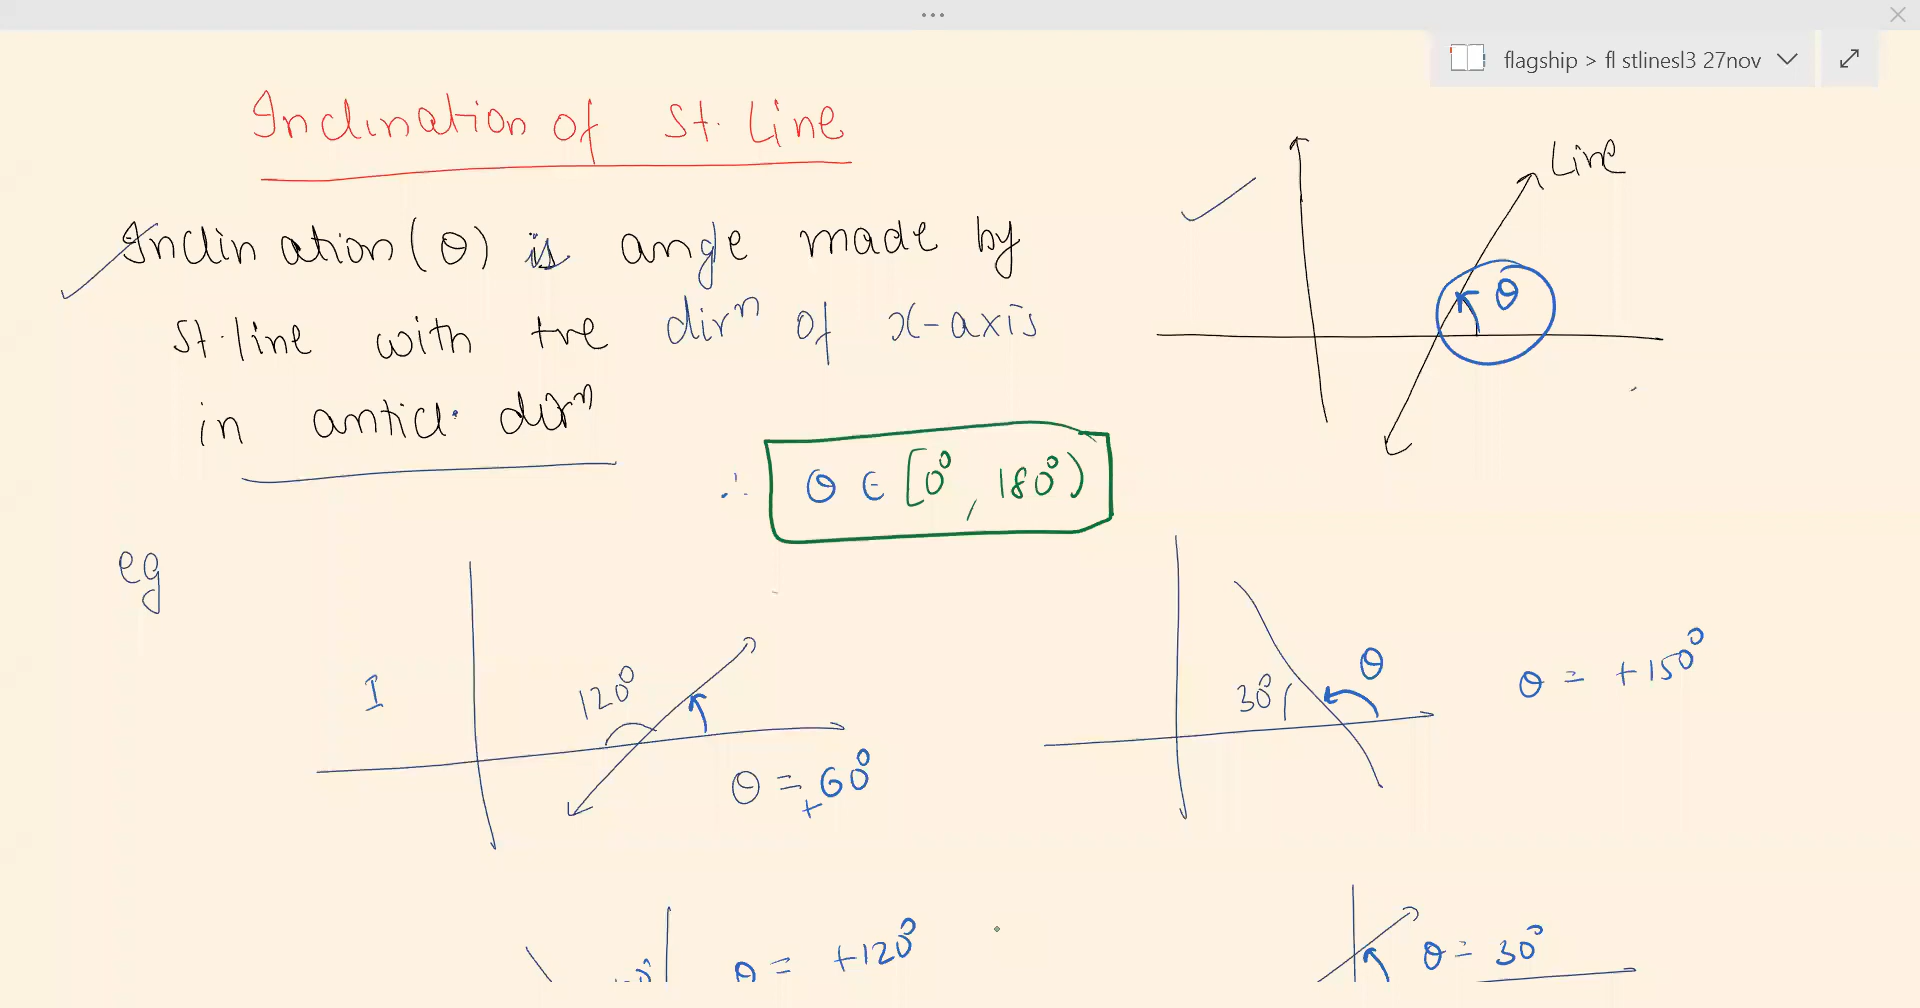 flagship > fl stlinesl3 27nov
Inclination of St. Line
Line
Inclination (θ) is angle made by
St. line with +ve dirⁿ of x-axis
in anticl. dirⁿ
θ
∴ θ ∈ [0°, 180°)
eg
I
120°
θ = +60°
30°
θ
θ = +150°
θ = +120°
θ = 30°